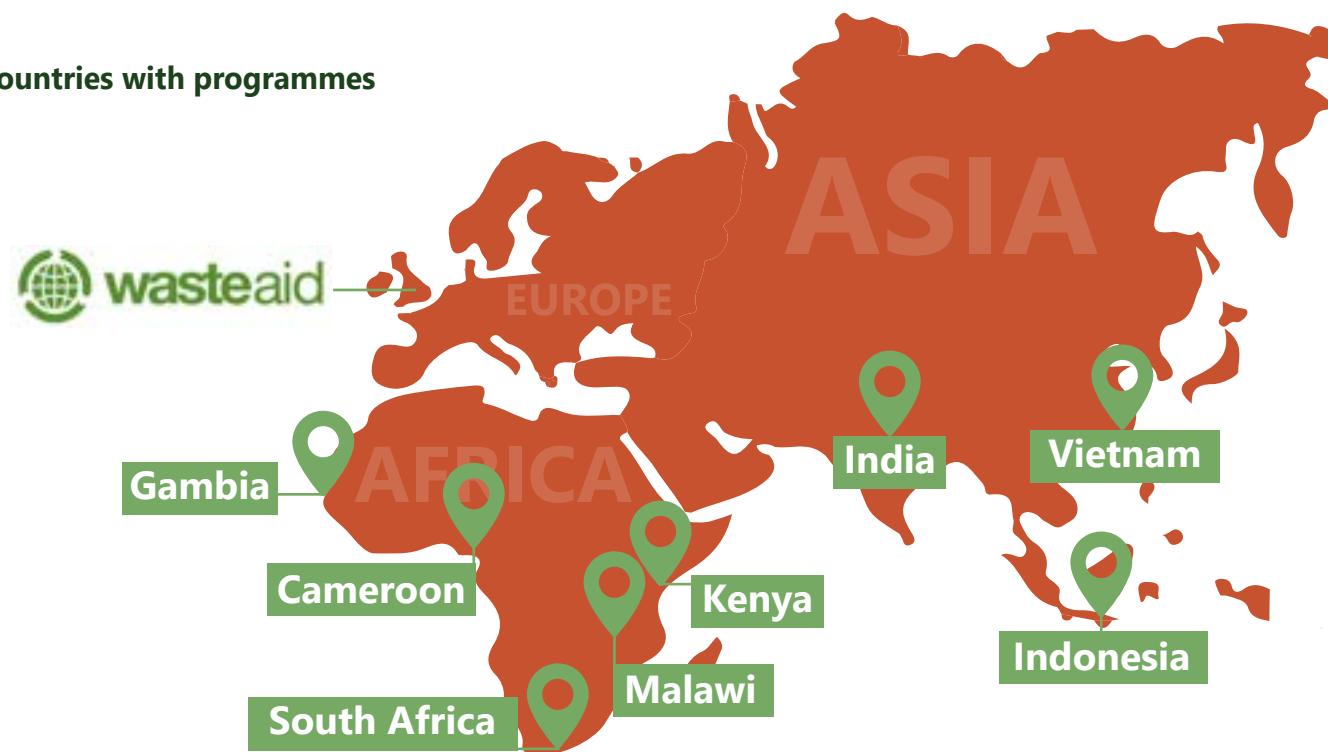 ountries with programmes
ASIA
wasteaid
EUROPE
AFRICA
India
Vietnam
Gambia
Cameroon
Kenya
Indonesia
Malawi
South Africa